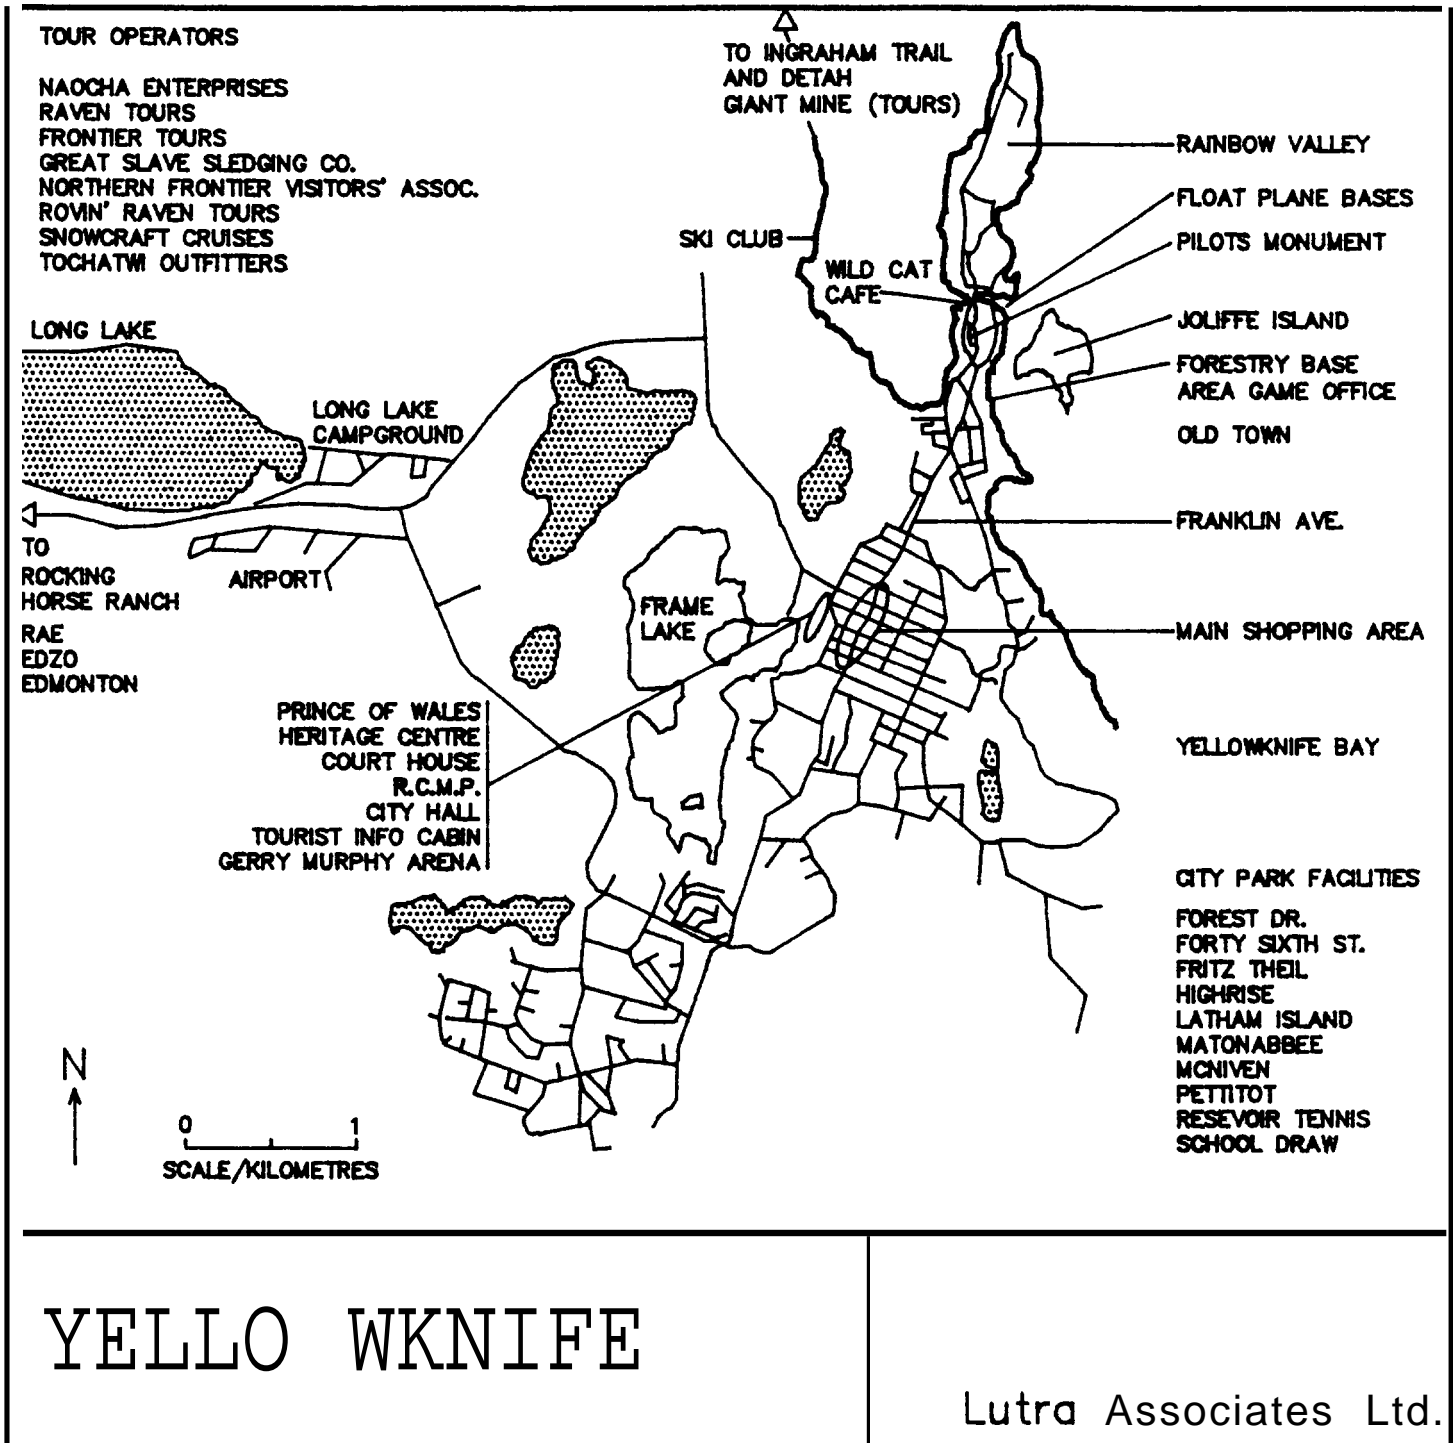 TOUR OPERATORS
NAOCHA ENTERPRISES
RAVEN TOURS
FRONTIER TOURS
GREAT SLAVE SLEDGING CO.
NORTHERN FRONTIER VISITORS' ASSOC.
ROVIN' RAVEN TOURS
SNOWCRAFT CRUISES
TOCHATWI OUTFITTERS
TO INGRAHAM TRAIL
AND DETAH
GIANT MINE (TOURS)
RAINBOW VALLEY
FLOAT PLANE BASES
PILOTS MONUMENT
SKI CLUB
WILD CAT
CAFE
JOLIFFE ISLAND
FORESTRY BASE
AREA GAME OFFICE
OLD TOWN
LONG LAKE
LONG LAKE
CAMPGROUND
FRANKLIN AVE.
TO
ROCKING
HORSE RANCH
RAE
EDZO
EDMONTON
AIRPORT
FRAME
LAKE
MAIN SHOPPING AREA
PRINCE OF WALES
HERITAGE CENTRE
COURT HOUSE
R.C.M.P.
CITY HALL
TOURIST INFO CABIN
GERRY MURPHY ARENA
YELLOWKNIFE BAY
CITY PARK FACILITIES
FOREST DR.
FORTY SIXTH ST.
FRITZ THEIL
HIGHRISE
LATHAM ISLAND
MATONABBEE
MCNIVEN
PETTITOT
RESEVOIR TENNIS
SCHOOL DRAW
N
0 1
SCALE/KILOMETRES
YELLO WKNIFE
Lutra Associates Ltd.